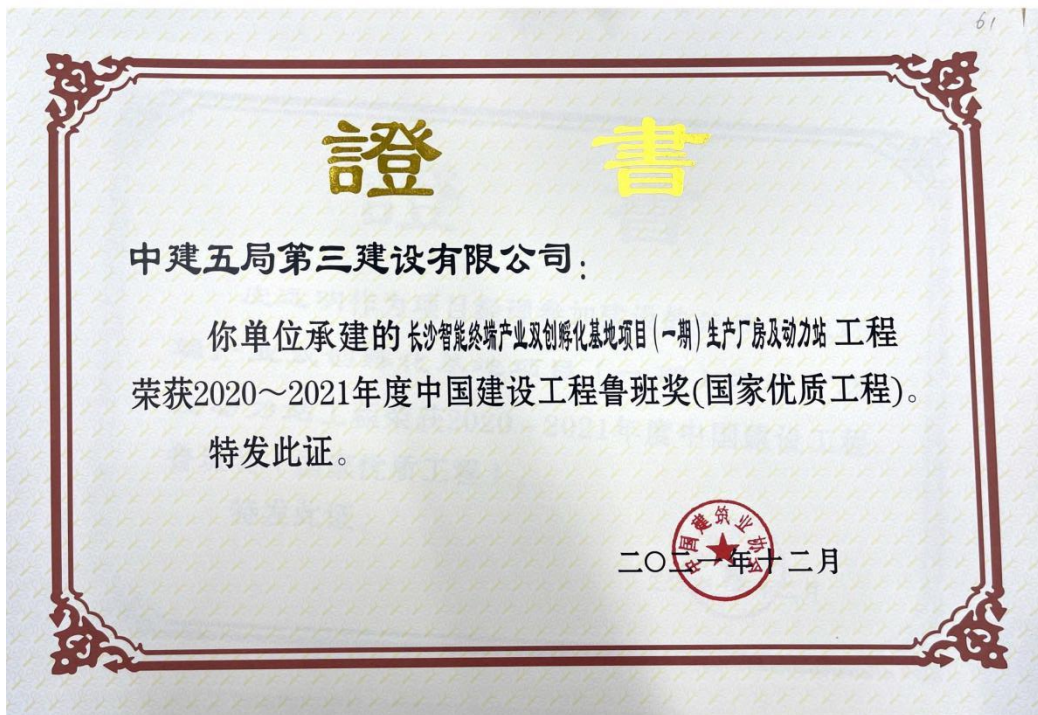 61
證 書
中建五局第三建设有限公司：
你单位承建的 长沙智能终端产业双创孵化基地项目（一期）生产厂房及动力站 工程
荣获2020～2021年度中国建设工程鲁班奖(国家优质工程)。
特发此证。
中国建筑业协会
二〇二一年十二月